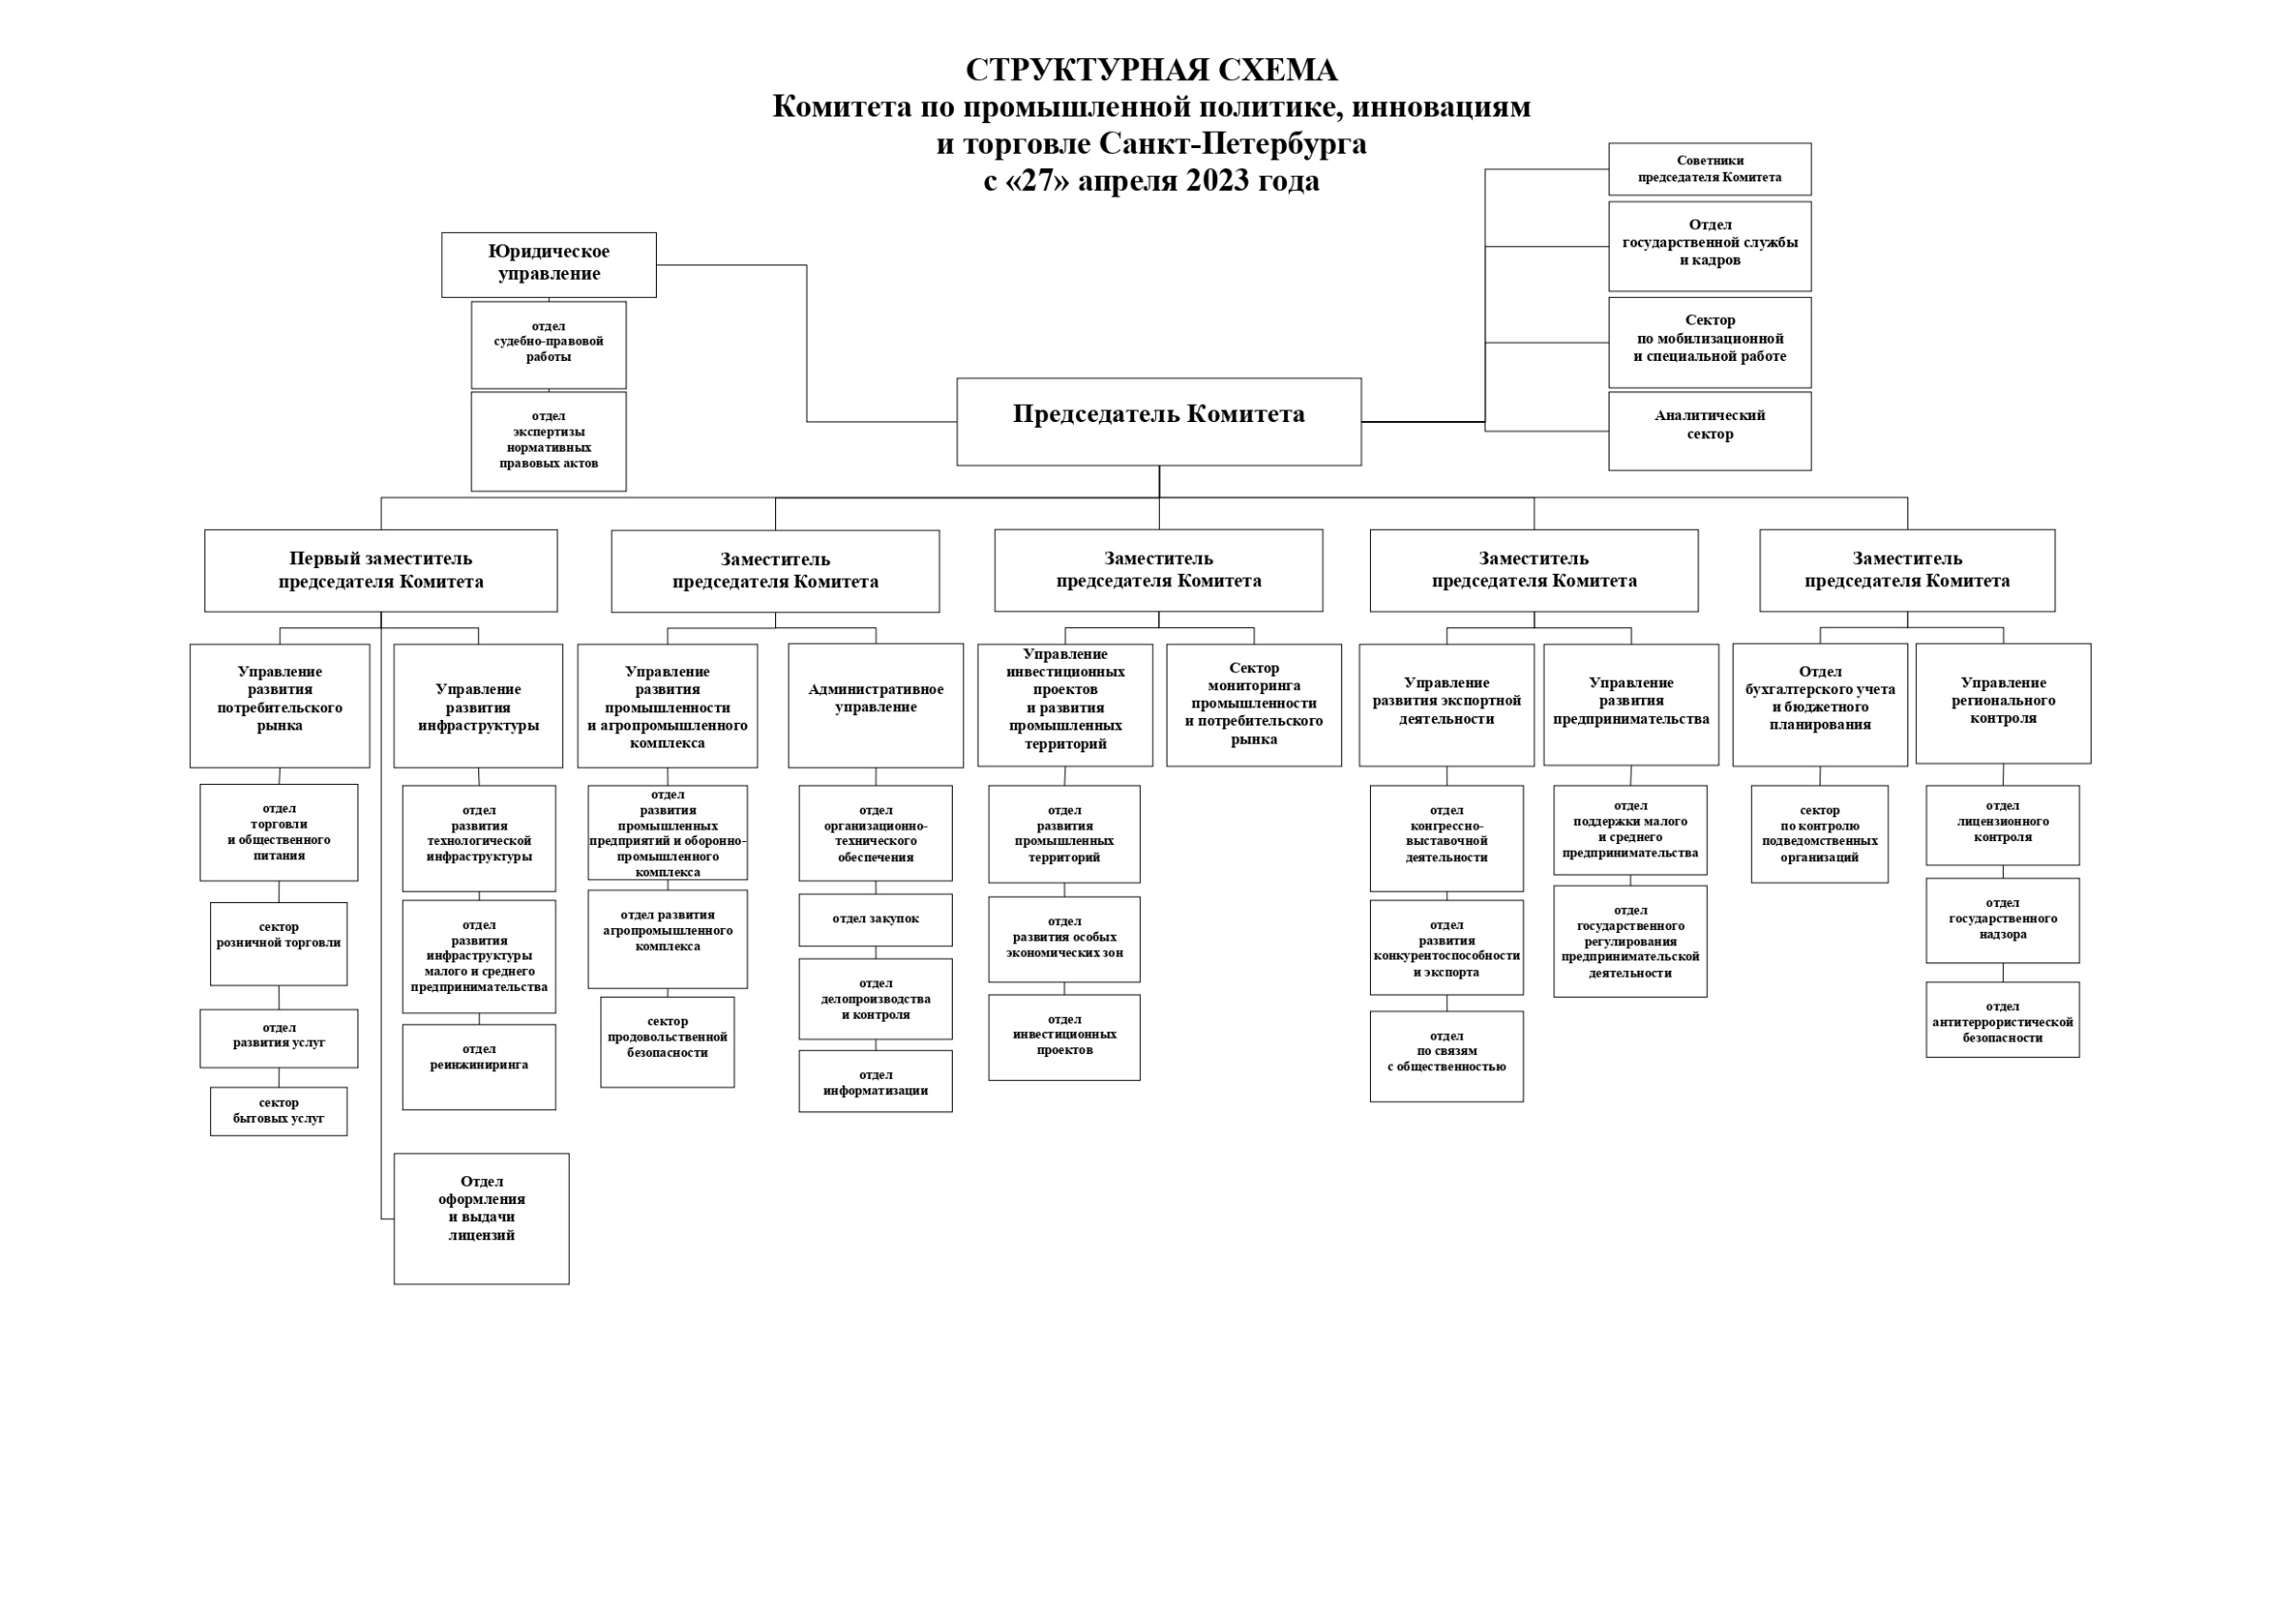 СТРУКТУРНАЯ СХЕМА
Комитета по промышленной политике, инновациям
и торговле Санкт-Петербурга
с «27» апреля 2023 года
Советники
председателя Комитета
Отдел
государственной службы
и кадров
Сектор
по мобилизационной
и специальной работе
Аналитический
сектор
Юридическое
управление
отдел
судебно-правовой
работы
отдел
экспертизы
нормативных
правовых актов
Председатель Комитета
Первый заместитель
председателя Комитета
Заместитель
председателя Комитета
Заместитель
председателя Комитета
Заместитель
председателя Комитета
Заместитель
председателя Комитета
Управление
развития
потребительского
рынка
Управление
развития
инфраструктуры
Управление
развития
промышленности
и агропромышленного
комплекса
Административное
управление
Управление
инвестиционных
проектов
и развития
промышленных
территорий
Сектор
мониторинга
промышленности
и потребительского
рынка
Управление
развития экспортной
деятельности
Управление
развития
предпринимательства
Отдел
бухгалтерского учета
и бюджетного
планирования
Управление
регионального
контроля
отдел
торговли
и общественного
питания
сектор
розничной торговли
отдел
развития услуг
сектор
бытовых услуг
отдел
развития
технологической
инфраструктуры
отдел
развития
инфраструктуры
малого и среднего
предпринимательства
отдел
реинжиниринга
Отдел
оформления
и выдачи
лицензий
отдел
развития
промышленных
предприятий и оборонно-
промышленного
комплекса
отдел развития
агропромышленного
комплекса
сектор
продовольственной
безопасности
отдел
организационно-
технического
обеспечения
отдел закупок
отдел
делопроизводства
и контроля
отдел
информатизации
отдел
развития
промышленных
территорий
отдел
развития особых
экономических зон
отдел
инвестиционных
проектов
отдел
конгрессно-
выставочной
деятельности
отдел
развития
конкурентоспособности
и экспорта
отдел
по связям
с общественностью
отдел
поддержки малого
и среднего
предпринимательства
отдел
государственного
регулирования
предпринимательской
деятельности
сектор
по контролю
подведомственных
организаций
отдел
лицензионного
контроля
отдел
государственного
надзора
отдел
антитеррористической
безопасности